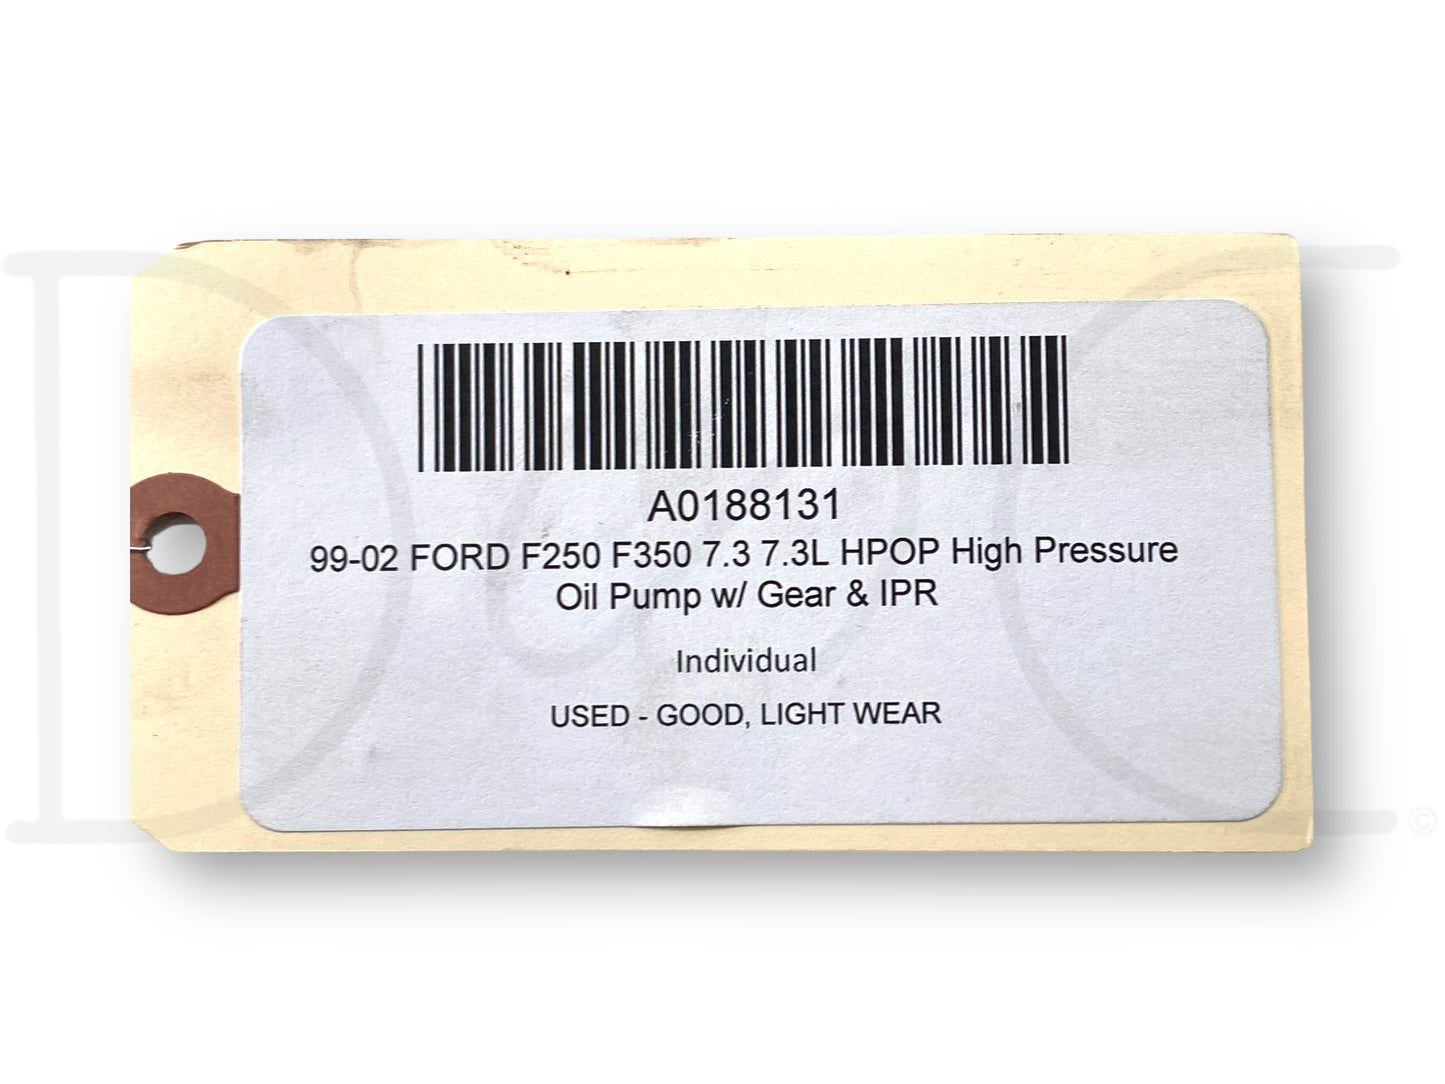 A0188131
99-02 FORD F250 F350 7.3 7.3L HPOP High Pressure
Oil Pump w/ Gear & IPR
Individual
USED - GOOD, LIGHT WEAR
©